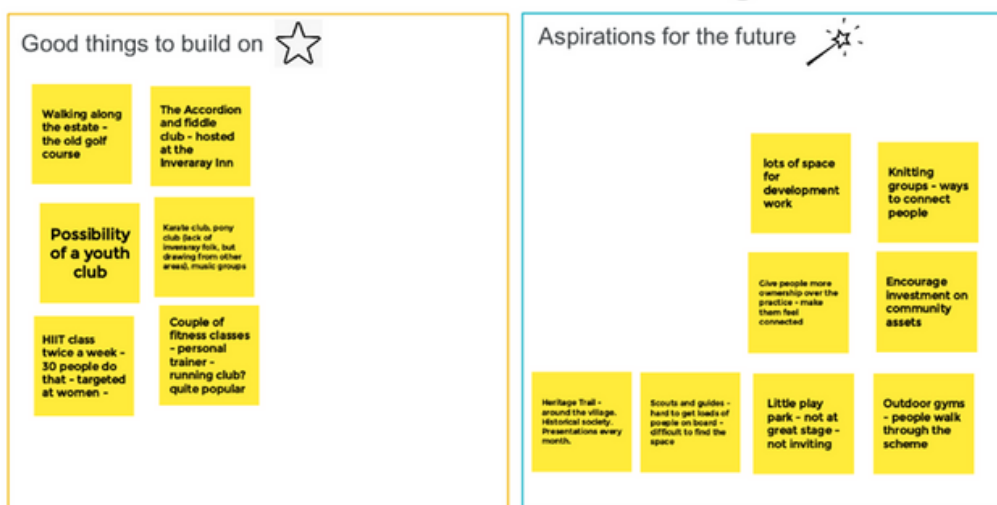 Good things to build on
Walking along
the estate -
the old golf
course
The Accordion
and fiddle
club - hosted
at the
Inveraray Inn
Possibility
of a youth
club
Karate club, pony
club (lack of
inveraray folk, but
drawing from other
areas), music groups
HIIT class
twice a week -
30 people do
that - targeted
at women -
Couple of
fitness classes
- personal
trainer -
running club?
quite popular
Aspirations for the future
lots of space
for
development
work
Knitting
groups - ways
to connect
people
Give people more
ownership over the
practice - make
them feel
connected
Encourage
investment on
community
assets
Heritage Trail -
around the village.
Historical society.
Presentations every
month.
Scouts and guides -
hard to get loads of
poeple on board -
difficult to find the
space
Little play
park - not at
great stage -
not inviting
Outdoor gyms
- people walk
through the
scheme